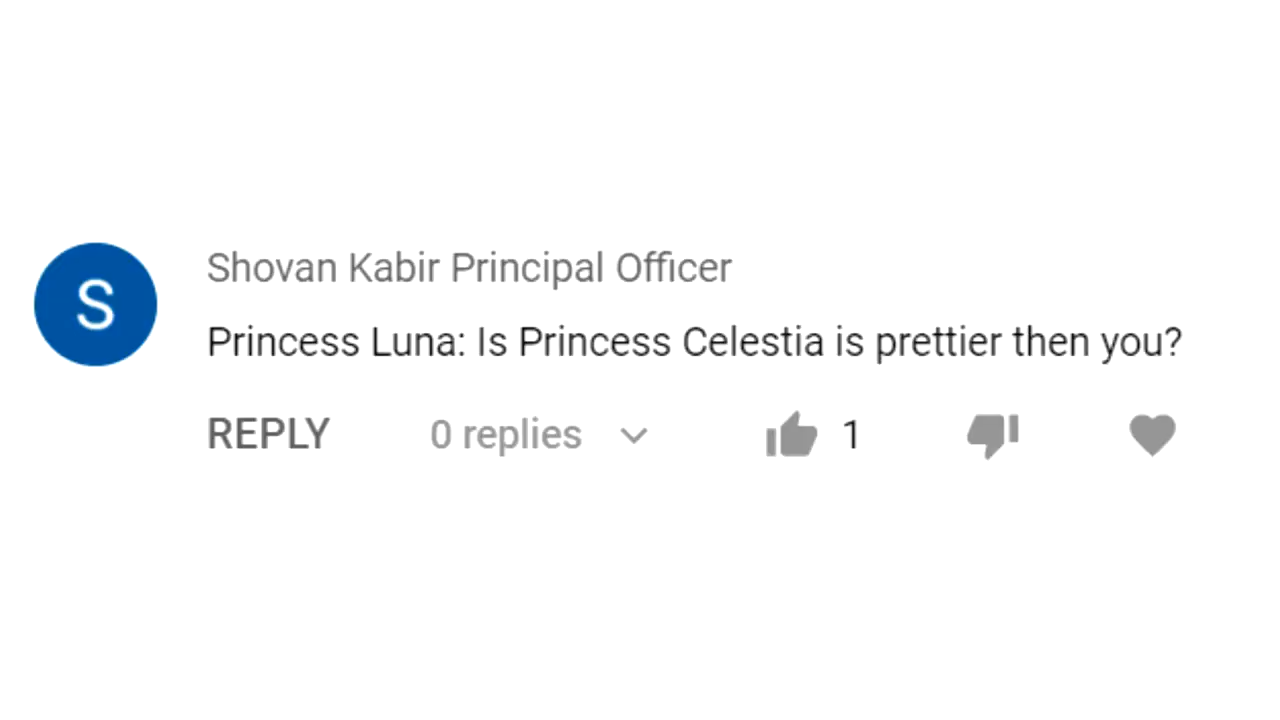 S
Shovan Kabir Principal Officer
Princess Luna: Is Princess Celestia is prettier then you?
REPLY 0 replies 1